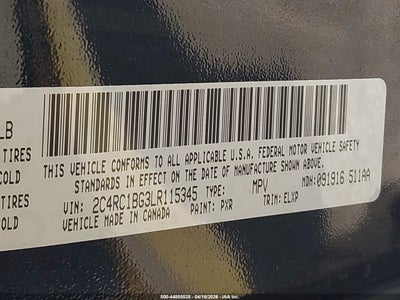 LB
TIRES
COLD
TIRES
COLD
THIS VEHICLE CONFORMS TO ALL APPLICABLE U.S.A. FEDERAL MOTOR VEHICLE SAFETY
STANDARDS IN EFFECT ON THE DATE OF MANUFACTURE SHOWN ABOVE.
VIN: 2C4RC1BG3LR115345 TYPE: MPV MDH:091916 511AA
VEHICLE MADE IN CANADA PAINT: PXR TRIM: ELXP
000-44888538 - 04/18/2026 - IAA Inc.